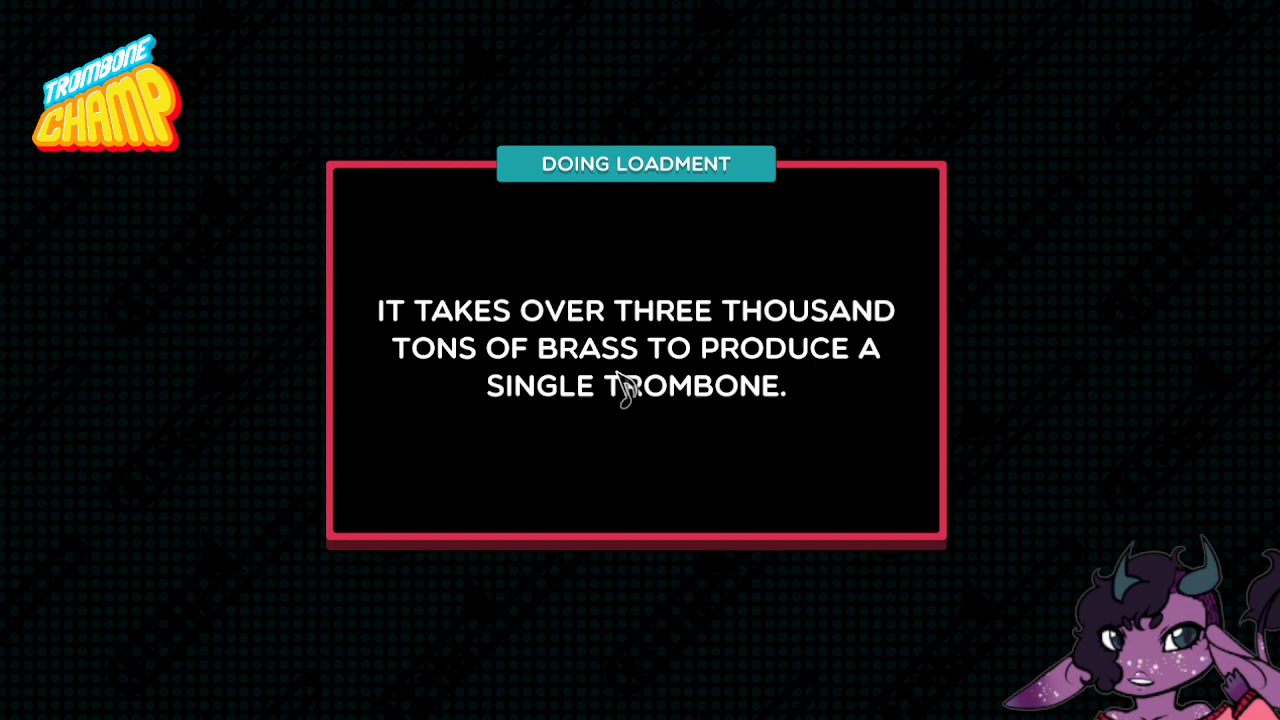 TROMBONE
CHAMP
DOING LOADMENT
IT TAKES OVER THREE THOUSAND
TONS OF BRASS TO PRODUCE A
SINGLE TROMBONE.